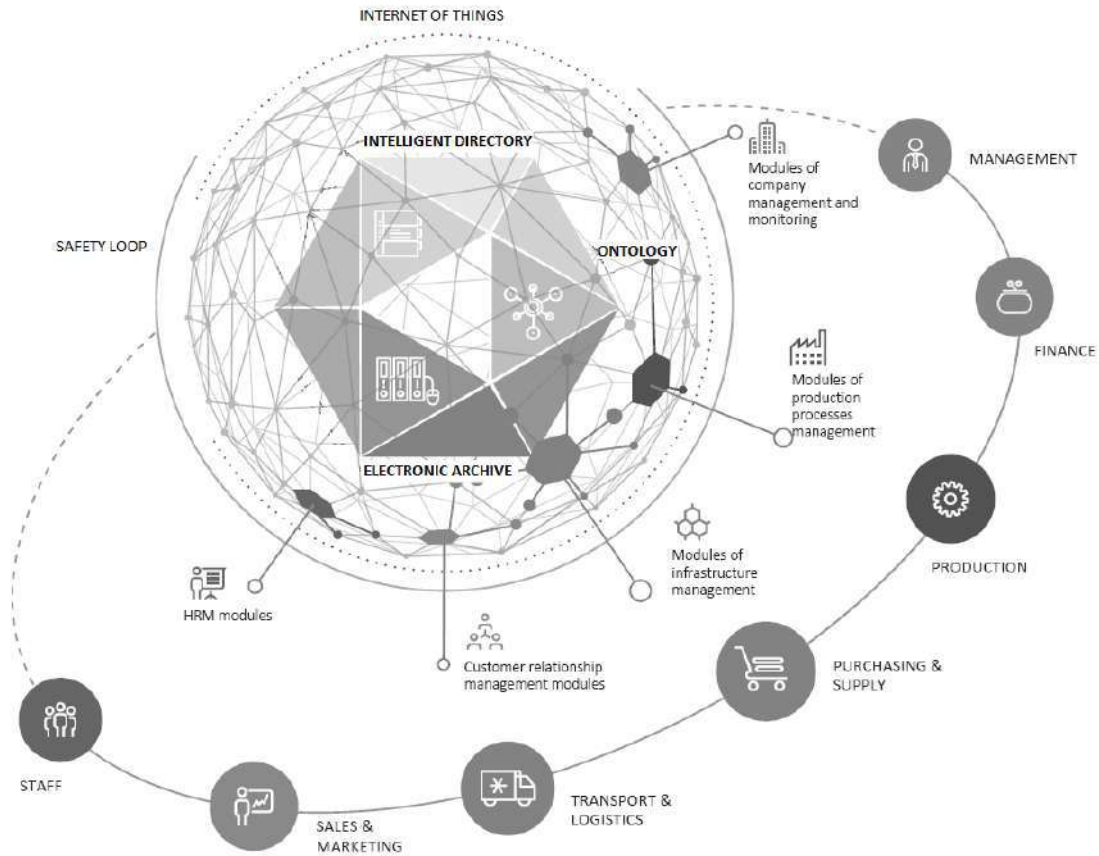 INTERNET OF THINGS
INTELLIGENT DIRECTORY
MANAGEMENT
Modules of
company
management and
monitoring
SAFETY LOOP
ONTOLOGY
FINANCE
Modules of
production
processes
management
ELECTRONIC ARCHIVE
PRODUCTION
Modules of
infrastructure
management
HRM modules
Customer relationship
management modules
PURCHASING &
SUPPLY
STAFF
TRANSPORT &
LOGISTICS
SALES &
MARKETING